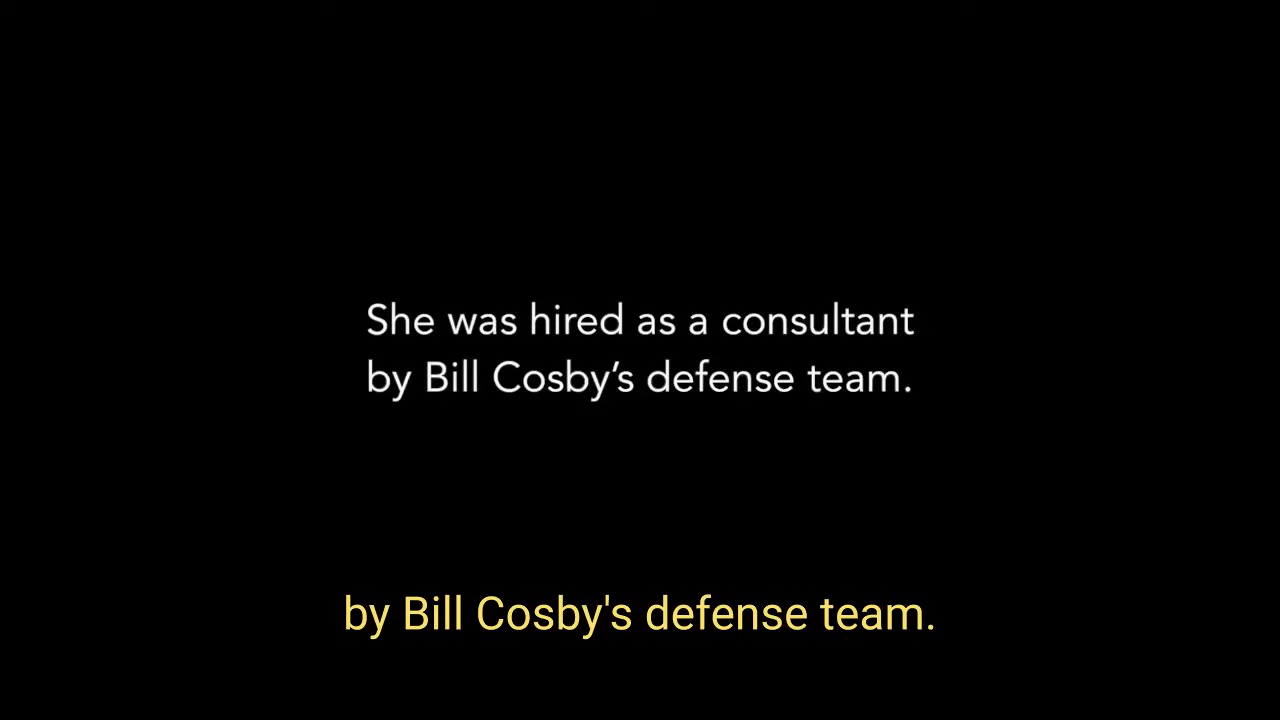 She was hired as a consultant
by Bill Cosby’s defense team.
by Bill Cosby's defense team.